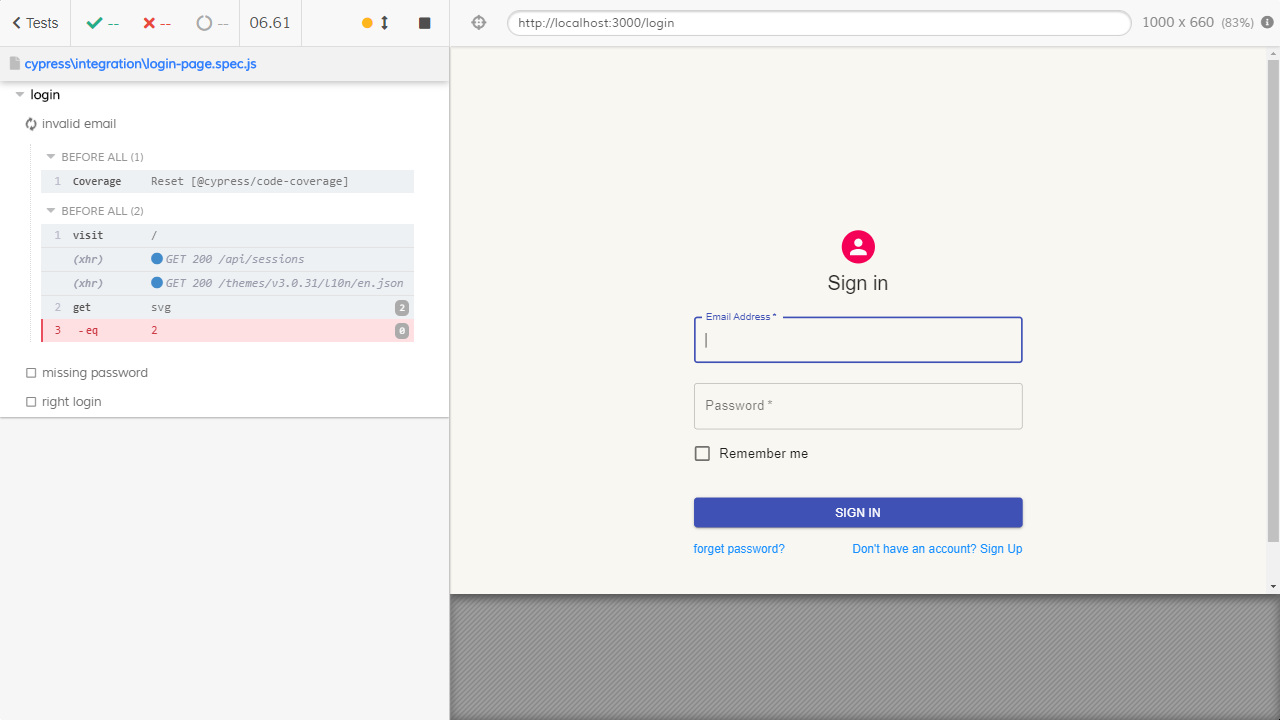 Tests -- -- -- 06.61
http://localhost:3000/login 1000 x 660 (83%)
cypress\integration\login-page.spec.js
login
invalid email
BEFORE ALL (1)
1 Coverage Reset [@cypress/code-coverage]
BEFORE ALL (2)
1 visit /
(xhr) GET 200 /api/sessions
(xhr) GET 200 /themes/v3.0.31/l10n/en.json
2 get svg 2
3 -eq 2 0
missing password
right login
Sign in
Email Address *
Password *
Remember me
SIGN IN
forget password? Don't have an account? Sign Up